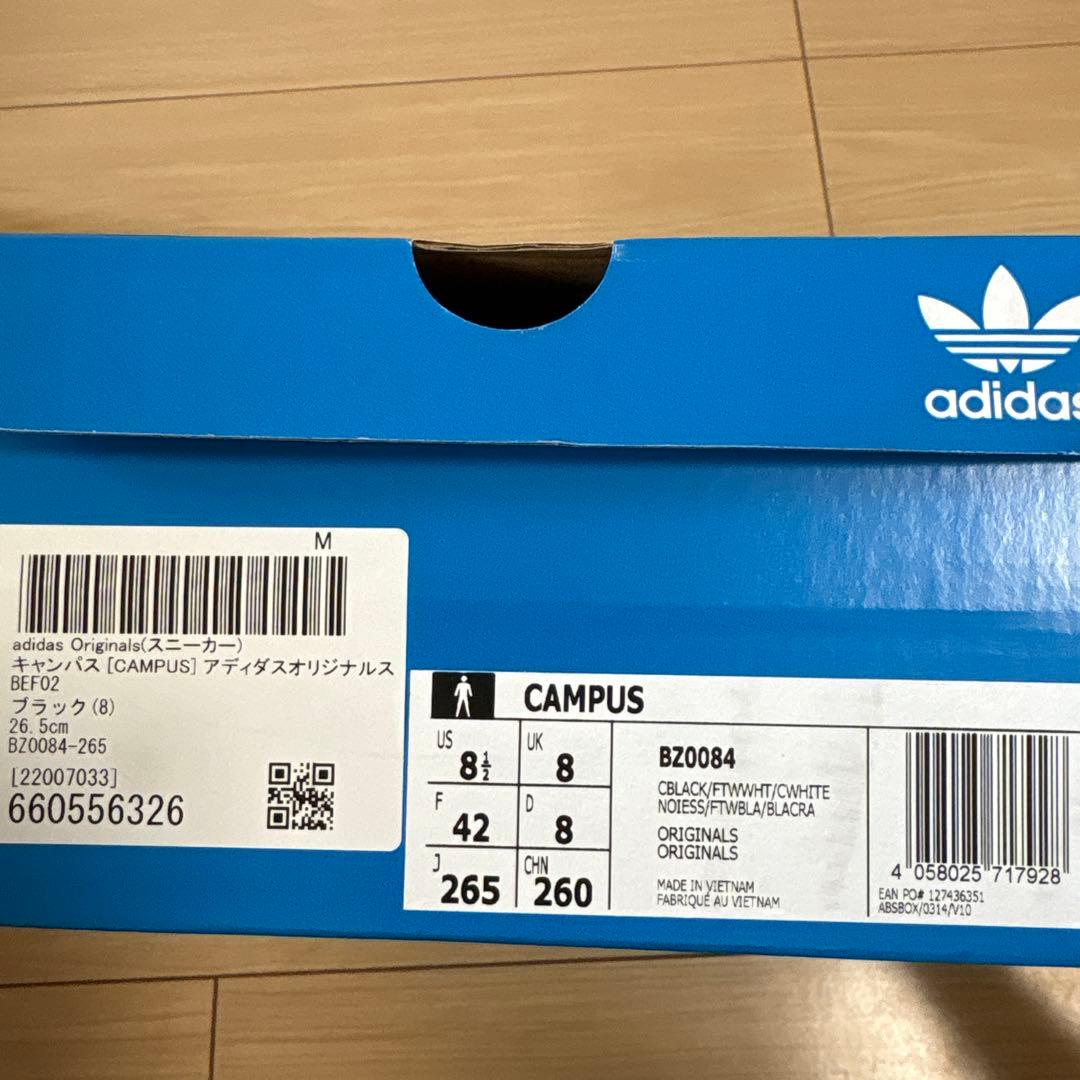 adidas
M
adidas Originals(スニーカー)
キャンパス [CAMPUS] アディダスオリジナルス
BEF02
ブラック(8)
26.5cm
BZ0084-265
[22007033]
660556326
CAMPUS
US 8½
UK 8
F 42
D 8
J 265
CHN 260
BZ0084
CBLACK/FTWWHT/CWHITE
NOIESS/FTWBLA/BLACRA
ORIGINALS
ORIGINALS
MADE IN VIETNAM
FABRIQUÉ AU VIETNAM
4 058025 717928
EAN PO# 127436351
ABSBOX/0314/V10